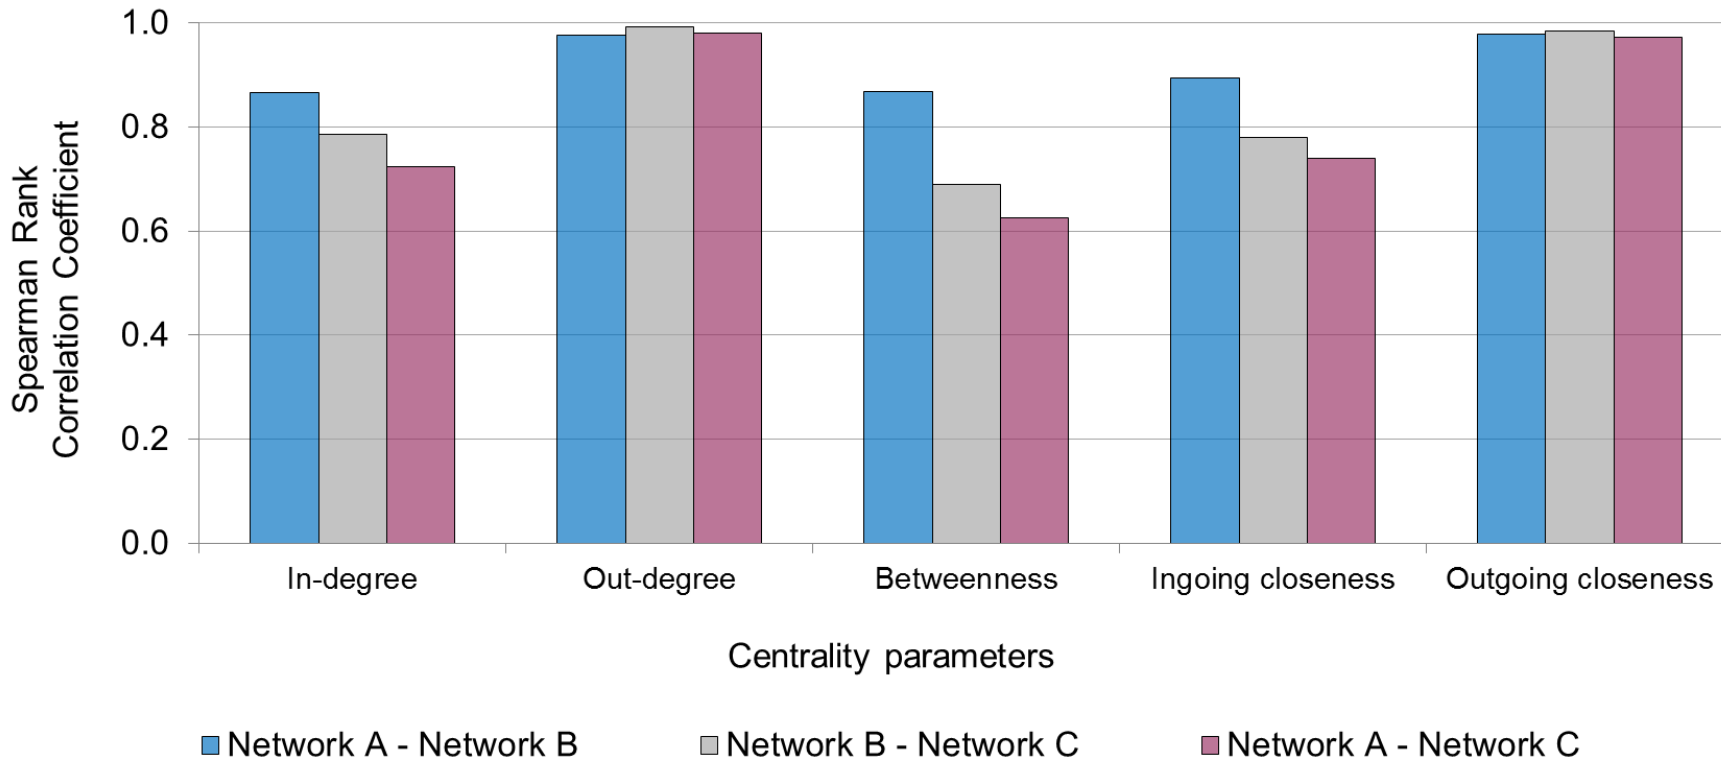 Spearman Rank
Correlation Coefficient
1.0
0.8
0.6
0.4
0.2
0.0
In-degree
Out-degree
Betweenness
Ingoing closeness
Outgoing closeness
Centrality parameters
Network A - Network B
Network B - Network C
Network A - Network C